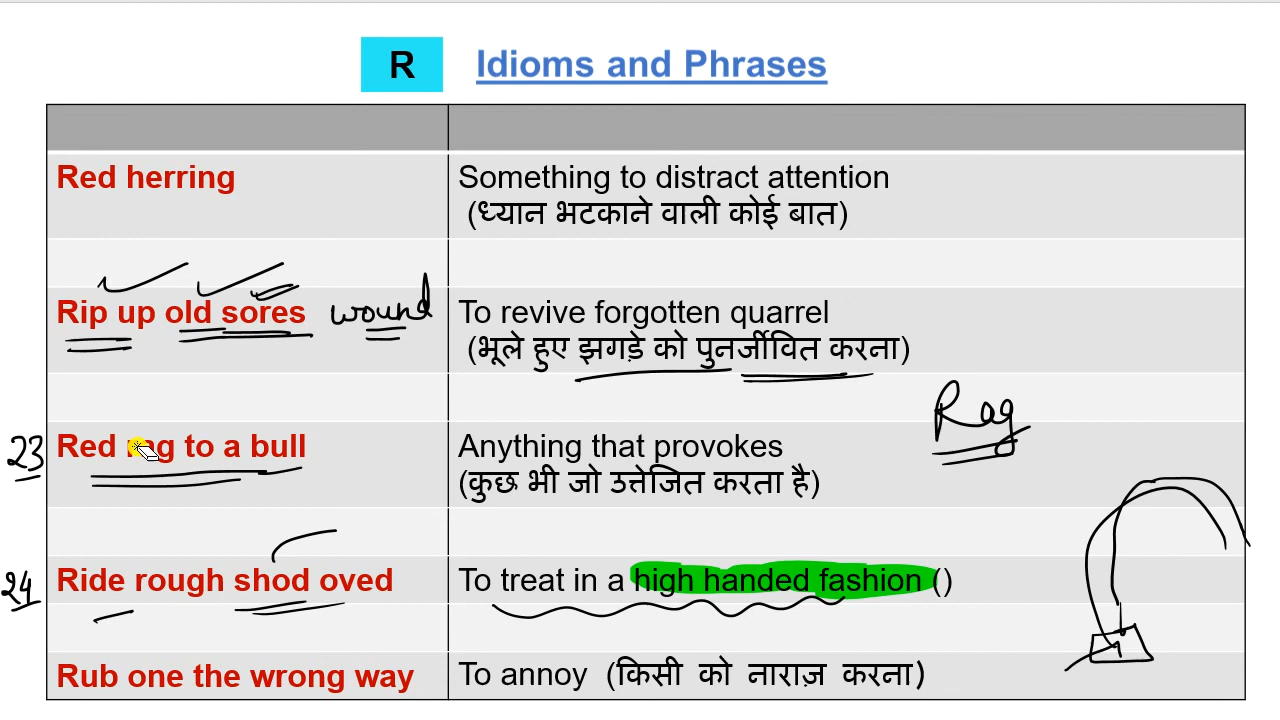 R Idioms and Phrases
Red herring
Something to distract attention
(ध्यान भटकाने वाली कोई बात)
Rip up old sores wound
To revive forgotten quarrel
(भूले हुए झगड़े को पुनर्जीवित करना)
Rag
23 Red rag to a bull
Anything that provokes
(कुछ भी जो उत्तेजित करता है)
24 Ride rough shod oved
To treat in a high handed fashion ()
Rub one the wrong way
To annoy (किसी को नाराज़ करना)